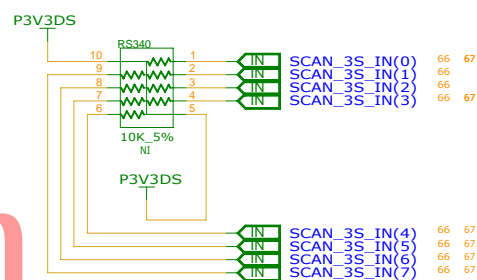 P3V3DS
RS340
10 1 IN SCAN_3S_IN(0) 66 67
9 2 IN SCAN_3S_IN(1) 66
8 3 IN SCAN_3S_IN(2) 66
7 4 IN SCAN_3S_IN(3) 66 67
6 5
10K_5%
NI
P3V3DS
IN SCAN_3S_IN(4) 66 67
IN SCAN_3S_IN(5) 66 67
IN SCAN_3S_IN(6) 66 67
IN SCAN_3S_IN(7) 66 67